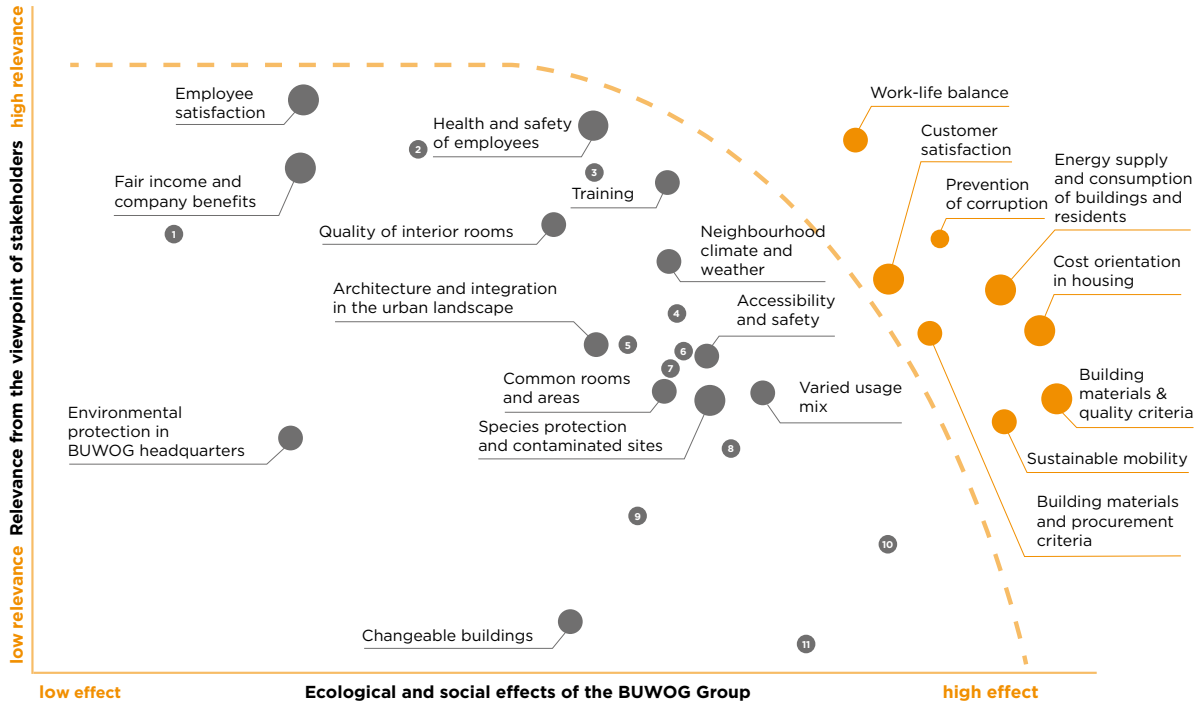 high relevance
Relevance from the viewpoint of stakeholders
low relevance
Employee
satisfaction
Fair income and
company benefits
1
2
Health and safety
of employees
3
Training
Quality of interior rooms
Neighbourhood
climate and
weather
Architecture and integration
in the urban landscape
4
Accessibility
and safety
5
6
7
Common rooms
and areas
Varied usage
mix
Species protection
and contaminated sites
8
Environmental
protection in
BUWOG headquarters
9
10
Changeable buildings
11
Work-life balance
Customer
satisfaction
Prevention
of corruption
Energy supply
and consumption
of buildings and
residents
Cost orientation
in housing
Building
materials &
quality criteria
Sustainable mobility
Building materials
and procurement
criteria
low effect
Ecological and social effects of the BUWOG Group
high effect